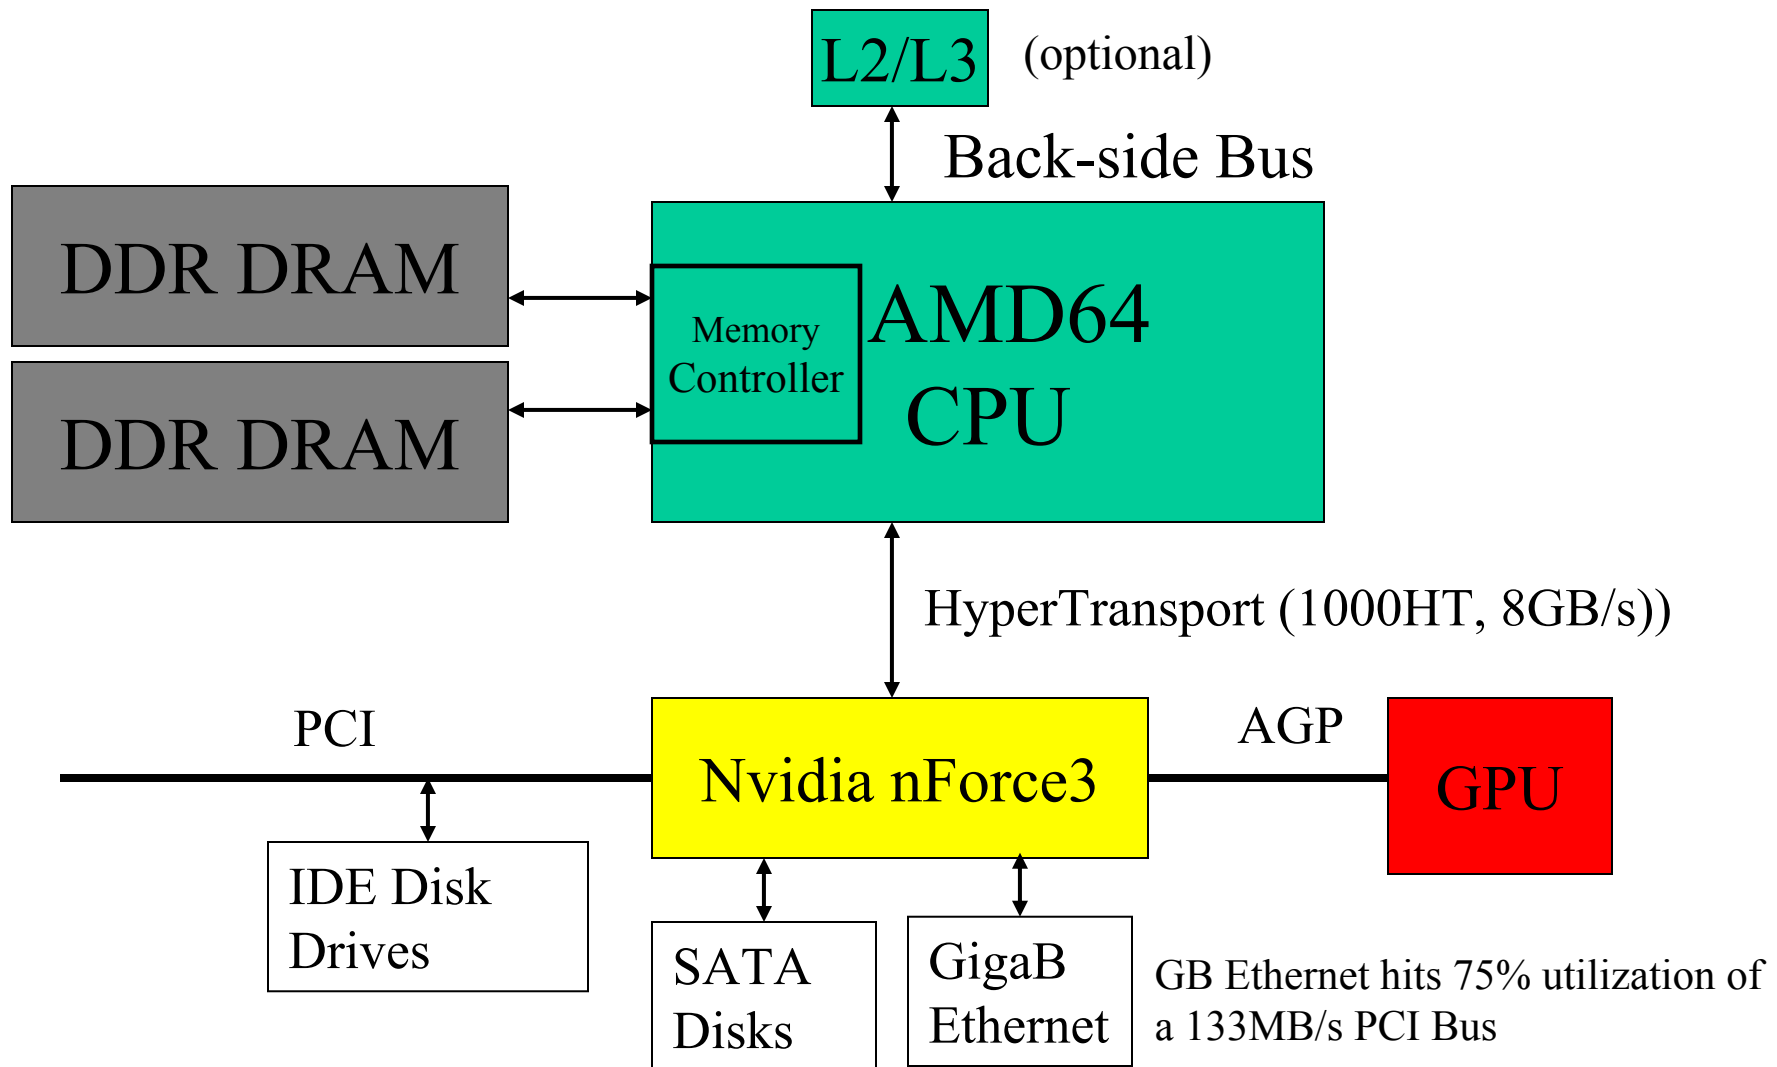 L2/L3
(optional)
Back-side Bus
DDR DRAM
DDR DRAM
Memory
Controller
AMD64
CPU
HyperTransport (1000HT, 8GB/s))
PCI
Nvidia nForce3
AGP
GPU
IDE Disk
Drives
SATA
Disks
GigaB
Ethernet
GB Ethernet hits 75% utilization of
a 133MB/s PCI Bus